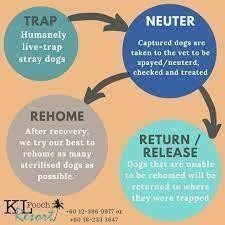 TRAP
Humanely
live-trap
stray dogs
NEUTER
Captured dogs are
taken to the vet to be
spayed/neuterd,
checked and treated
REHOME
After recovery,
we try our best to
rehome as many
sterilised dogs as
possible.
RETURN /
RELEASE
Dogs that are unable
to be rehomed will be
returned to where
they were trapped
KL Pooch
Resort
+60 12-396 0977 or
+60 16-233 3647